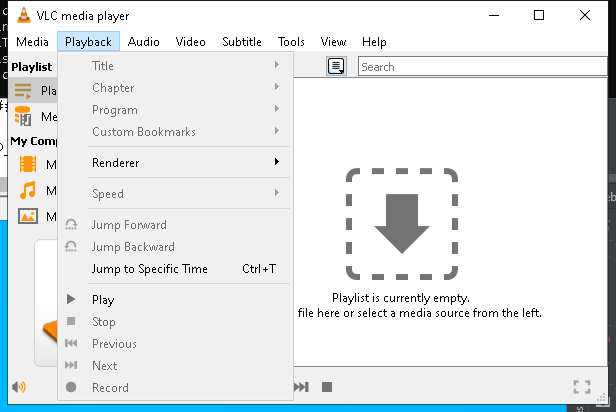 VLC media player
Media Playback Audio Video Subtitle Tools View Help
Playlist
Search
Title
Chapter
Program
Custom Bookmarks
Renderer
Speed
Jump Forward
Jump Backward
Jump to Specific Time Ctrl+T
Play
Stop
Previous
Next
Record
My Comp
Playlist is currently empty.
file here or select a media source from the left.